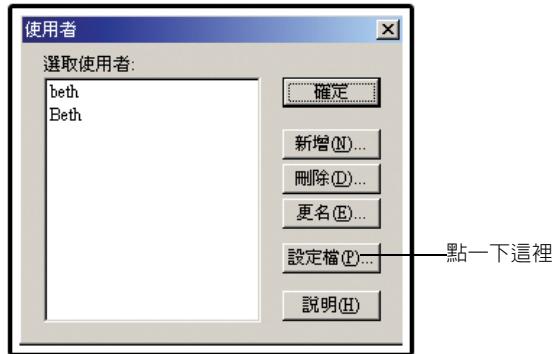 使用者
選取使用者:
beth
Beth
確定
新增(N)...
刪除(D)...
更名(E)...
設定檔(P)...
點一下這裡
說明(H)